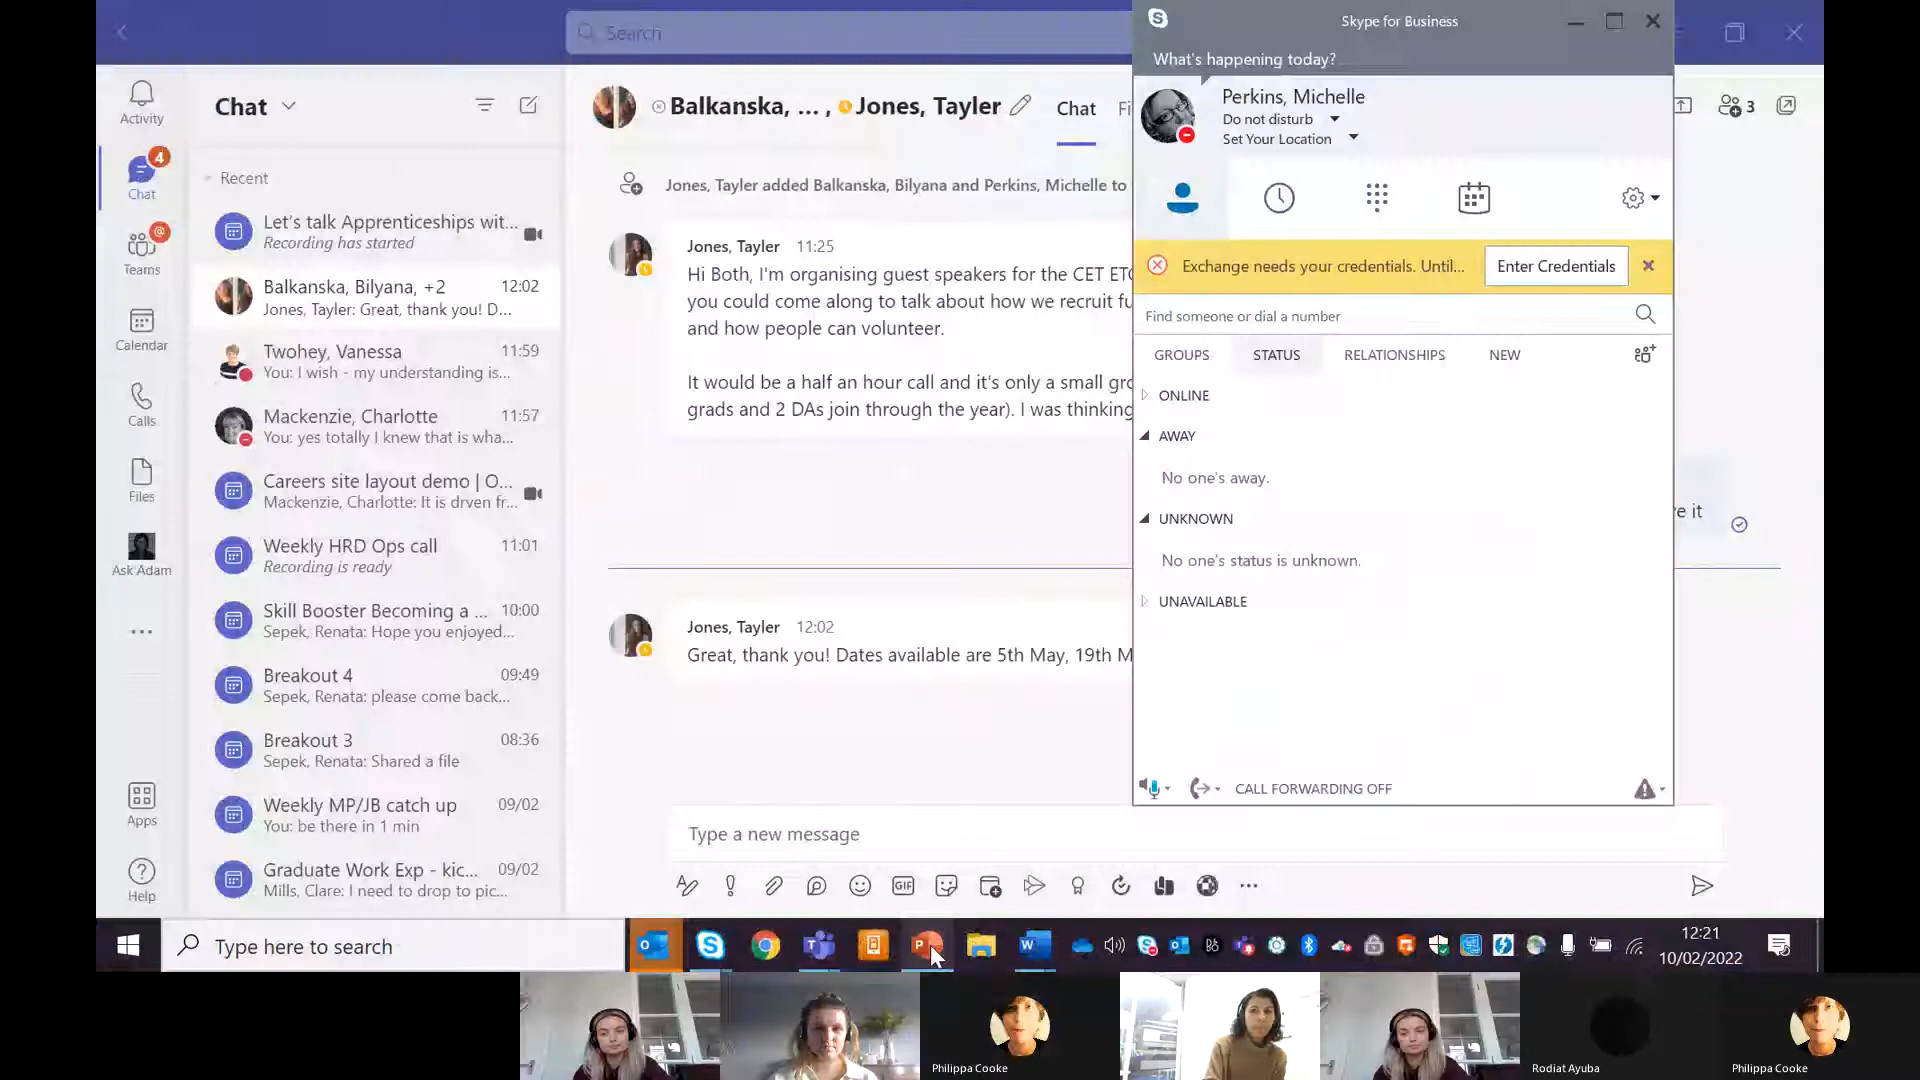 Search
Activity
4
Chat
Teams
Calendar
Calls
Files
Ask Adam
Apps
Help
Chat
Recent
Let's talk Apprenticeships wit...
Recording has started
Balkanska, Bilyana, +2 12:02
Jones, Tayler: Great, thank you! D...
Twohey, Vanessa 11:59
You: I wish - my understanding is...
Mackenzie, Charlotte 11:57
You: yes totally I knew that is wha...
Careers site layout demo | O...
Mackenzie, Charlotte: It is drven fr...
Weekly HRD Ops call 11:01
Recording is ready
Skill Booster Becoming a ... 10:00
Sepek, Renata: Hope you enjoyed...
Breakout 4 09:49
Sepek, Renata: please come back...
Breakout 3 08:36
Sepek, Renata: Shared a file
Weekly MP/JB catch up 09/02
You: be there in 1 min
Graduate Work Exp - kic... 09/02
Mills, Clare: I need to drop to pic...
Balkanska, ... , Jones, Tayler Chat Fi
3
Jones, Tayler added Balkanska, Bilyana and Perkins, Michelle to
Jones, Tayler 11:25
Hi Both, I'm organising guest speakers for the CET ETC
you could come along to talk about how we recruit fu
and how people can volunteer.
It would be a half an hour call and it's only a small gro
grads and 2 DAs join through the year). I was thinking
e it
Jones, Tayler 12:02
Great, thank you! Dates available are 5th May, 19th M
Type a new message
GIF
Skype for Business
What's happening today?
Perkins, Michelle
Do not disturb
Set Your Location
Exchange needs your credentials. Until... Enter Credentials
Find someone or dial a number
GROUPS STATUS RELATIONSHIPS NEW
ONLINE
AWAY
No one's away.
UNKNOWN
No one's status is unknown.
UNAVAILABLE
CALL FORWARDING OFF
Type here to search
12:21
10/02/2022
Philippa Cooke
Rodiat Ayuba
Philippa Cooke